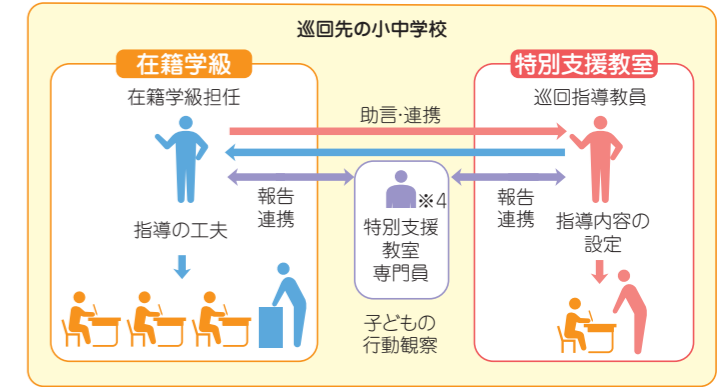 巡回先の小中学校
在籍学級
特別支援教室
在籍学級担任
巡回指導教員
助言・連携
報告
連携
※4
特別支援
教室
専門員
報告
連携
指導の工夫
指導内容の
設定
子どもの
行動観察